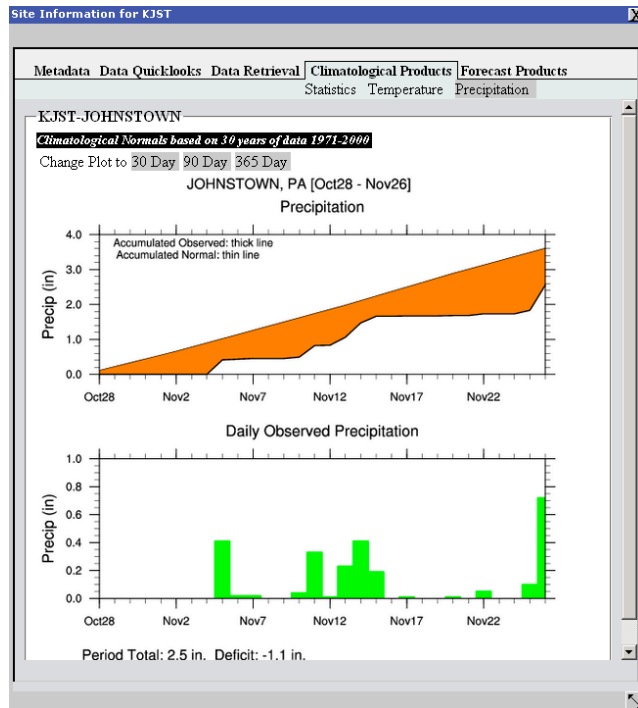 Site Information for KJST
Metadata Data Quicklooks Data Retrieval Climatological Products Forecast Products
Statistics Temperature Precipitation
KJST-JOHNSTOWN
Climatological Normals based on 30 years of data 1971-2000
Change Plot to 30 Day 90 Day 365 Day
JOHNSTOWN, PA [Oct28 - Nov26]
Precipitation
Accumulated Observed: thick line
Accumulated Normal: thin line
Precip (in)
4.0
3.0
2.0
1.0
0.0
Oct28 Nov2 Nov7 Nov12 Nov17 Nov22
Daily Observed Precipitation
Precip (in)
1.0
0.8
0.6
0.4
0.2
0.0
Oct28 Nov2 Nov7 Nov12 Nov17 Nov22
Period Total: 2.5 in. Deficit: -1.1 in.